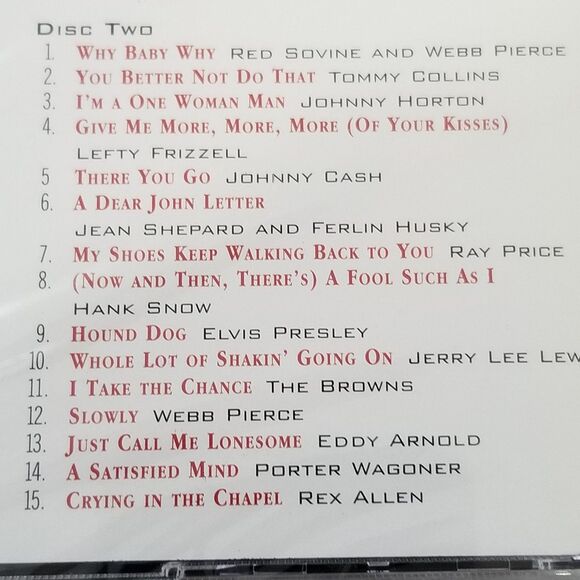 Disc Two
1. Why Baby Why Red Sovine and Webb Pierce
2. You Better Not Do That Tommy Collins
3. I'm a One Woman Man Johnny Horton
4. Give Me More, More, More (Of Your Kisses)
Lefty Frizzell
5 There You Go Johnny Cash
6. A Dear John Letter
Jean Shepard and Ferlin Husky
7. My Shoes Keep Walking Back to You Ray Price
8. (Now and Then, There's) A Fool Such As I
Hank Snow
9. Hound Dog Elvis Presley
10. Whole Lot of Shakin' Going On Jerry Lee Lew
11. I Take the Chance The Browns
12. Slowly Webb Pierce
13. Just Call Me Lonesome Eddy Arnold
14. A Satisfied Mind Porter Wagoner
15. Crying in the Chapel Rex Allen